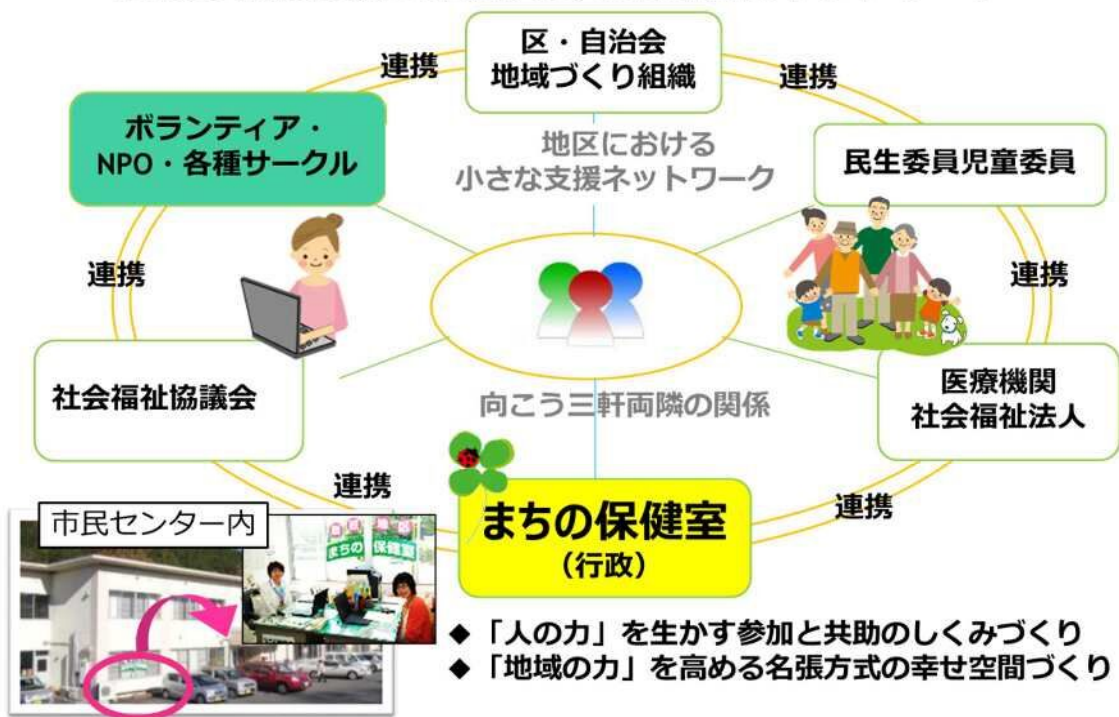 区・自治会
地域づくり組織
連携
連携
ボランティア・
NPO・各種サークル
地区における
小さな支援ネットワーク
民生委員児童委員
連携
連携
社会福祉協議会
向こう三軒両隣の関係
医療機関
社会福祉法人
連携
連携
まちの保健室
(行政)
市民センター内
まちの保健室
◆「人の力」を生かす参加と共助のしくみづくり
◆「地域の力」を高める名張方式の幸せ空間づくり